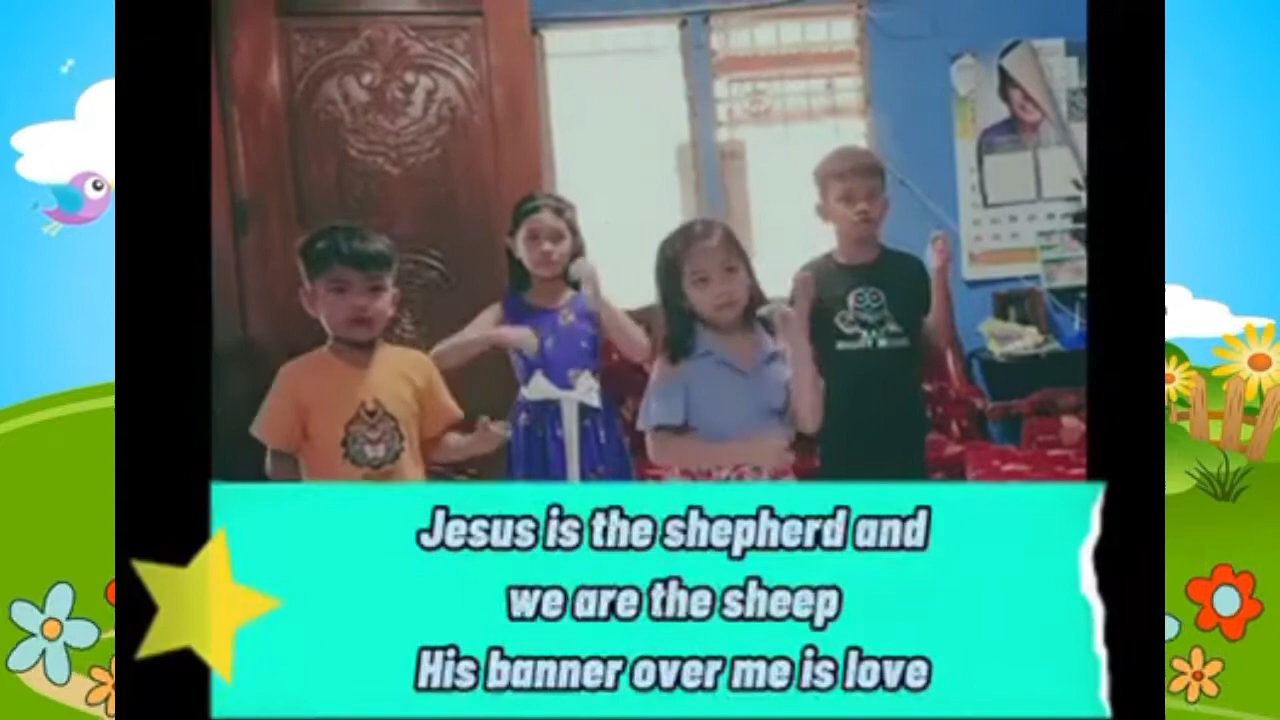 Jesus is the shepherd and
we are the sheep
His banner over me is love